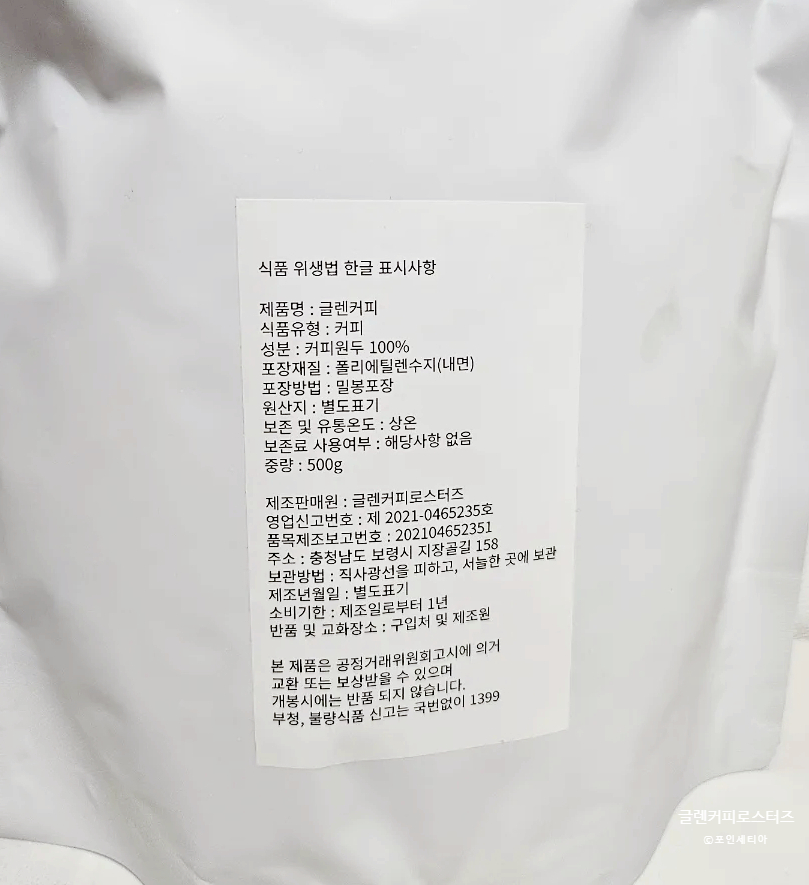 식품 위생법 한글 표시사항
제품명 : 글렌커피
식품유형 : 커피
성분 : 커피원두 100%
포장재질 : 폴리에틸렌수지(내면)
포장방법 : 밀봉포장
원산지 : 별도표기
보존 및 유통온도 : 상온
보존료 사용여부 : 해당사항 없음
중량 : 500g
제조판매원 : 글렌커피로스터즈
영업신고번호 : 제 2021-0465235호
품목제조보고번호 : 202104652351
주소 : 충청남도 보령시 지장골길 158
보관방법 : 직사광선을 피하고, 서늘한 곳에 보관
제조년월일 : 별도표기
소비기한 : 제조일로부터 1년
반품 및 교화장소 : 구입처 및 제조원
본 제품은 공정거래위원회고시에 의거
교환 또는 보상받을 수 있으며
개봉시에는 반품 되지 않습니다.
부청, 불량식품 신고는 국번없이 1399
글렌커피로스터즈
©포인세티아